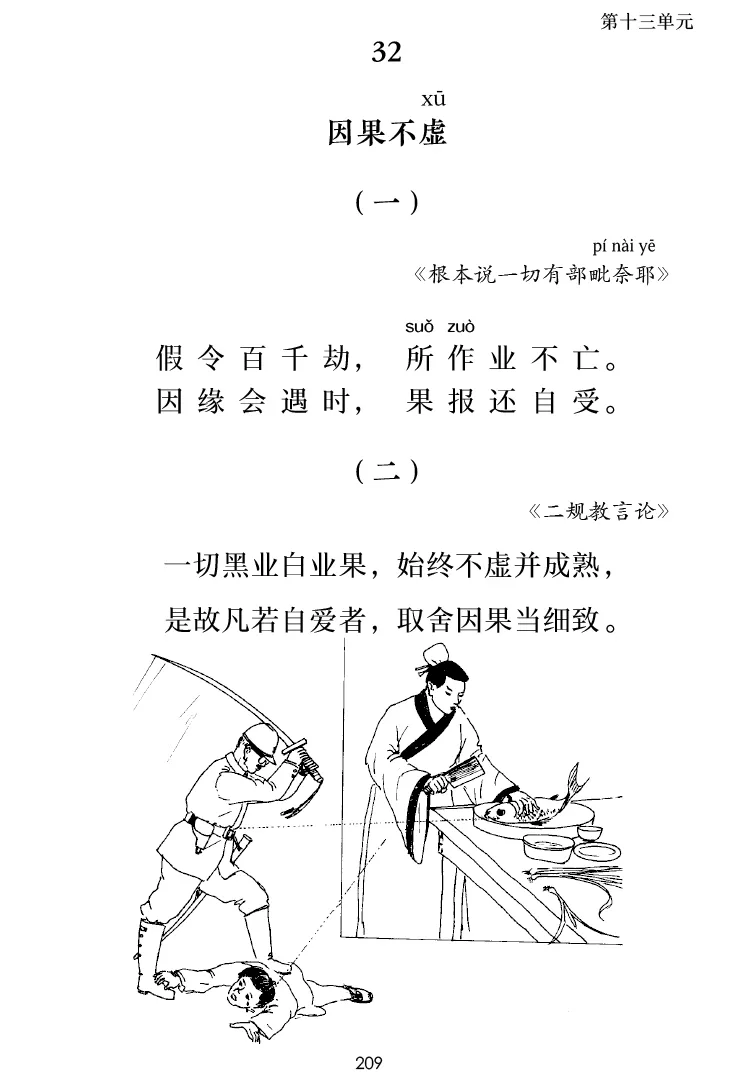 第十三单元
32
xū
因果不虚
（一）
pí nài yē
《根本说一切有部毗奈耶》
suǒ zuò
假令百千劫，所作业不亡。
因缘会遇时，果报还自受。
（二）
《二规教言论》
一切黑业白业果，始终不虚并成熟，
是故凡若自爱者，取舍因果当细致。
209